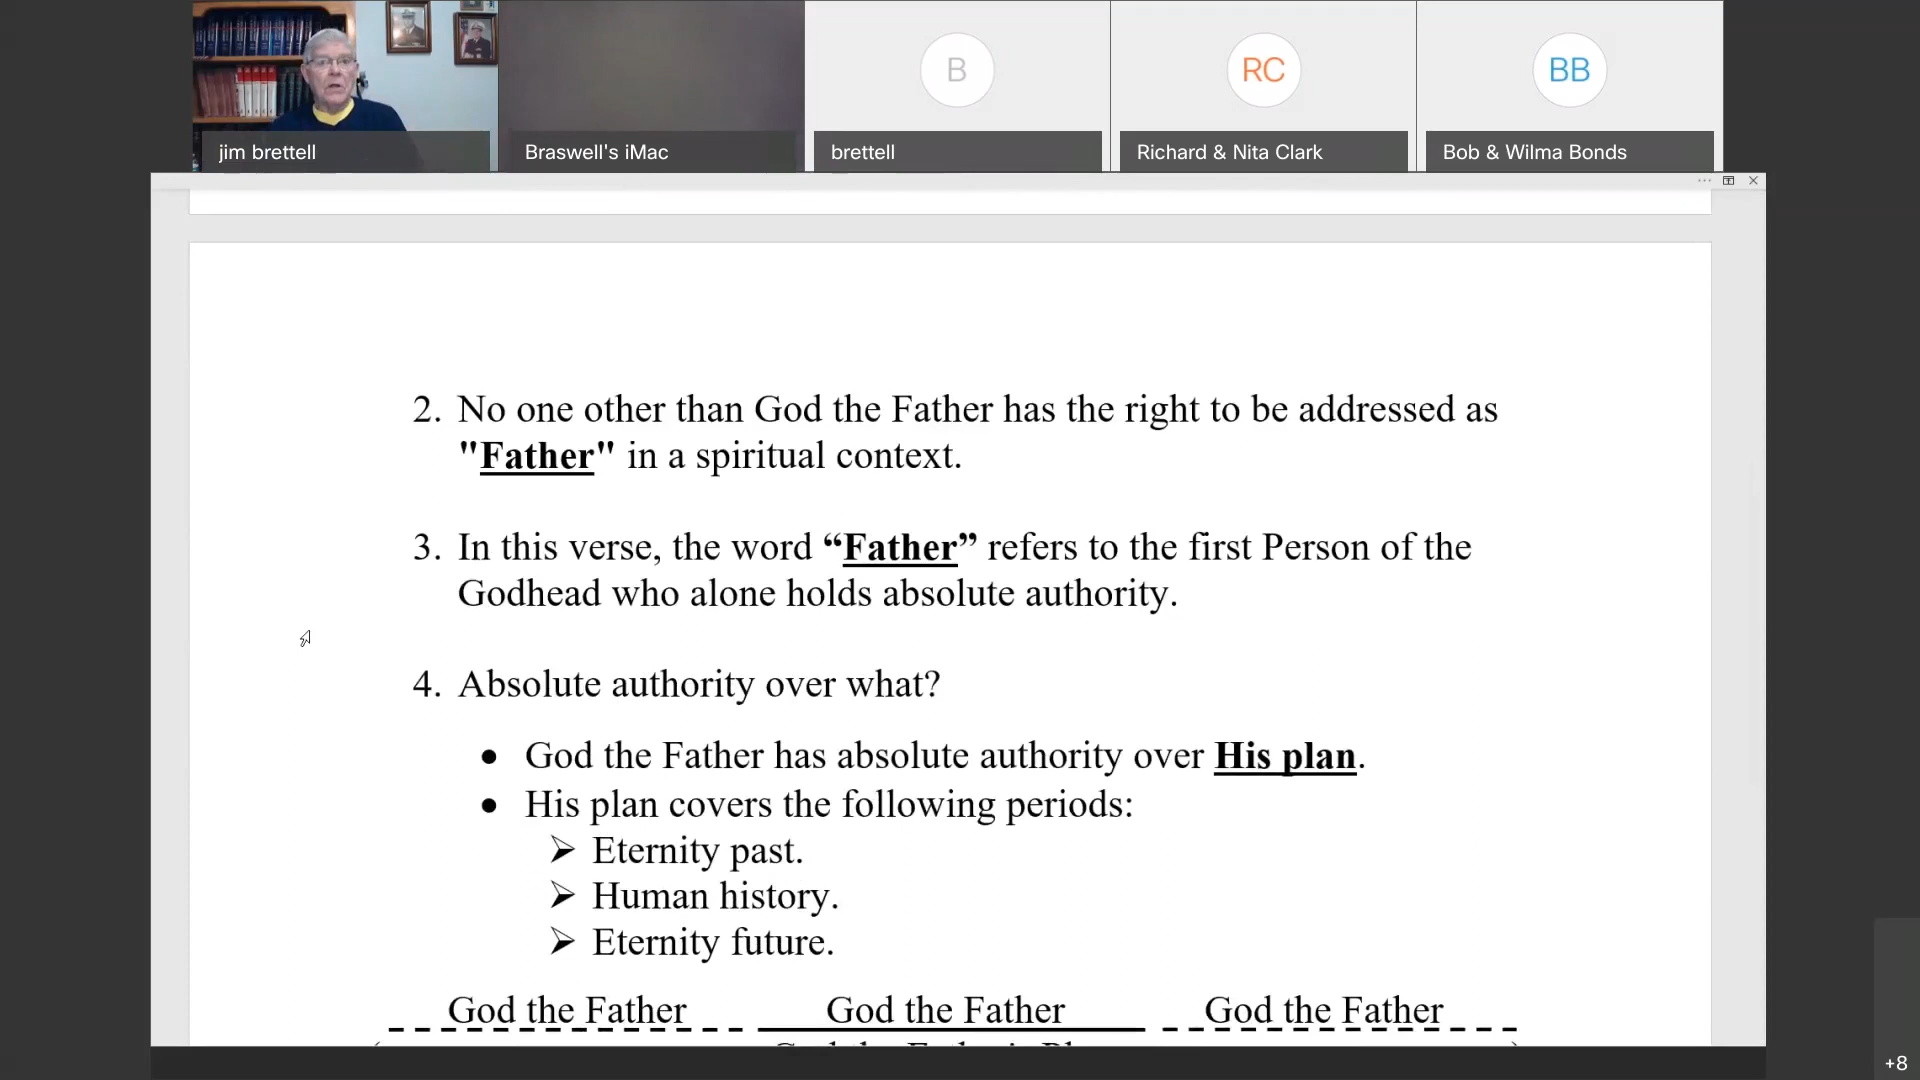 B
RC
BB
jim brettell
Braswell's iMac
brettell
Richard & Nita Clark
Bob & Wilma Bonds
2. No one other than God the Father has the right to be addressed as
"Father" in a spiritual context.
3. In this verse, the word “Father” refers to the first Person of the
Godhead who alone holds absolute authority.
4. Absolute authority over what?
• God the Father has absolute authority over His plan.
• His plan covers the following periods:
➢ Eternity past.
➢ Human history.
➢ Eternity future.
God the Father God the Father God the Father
+8